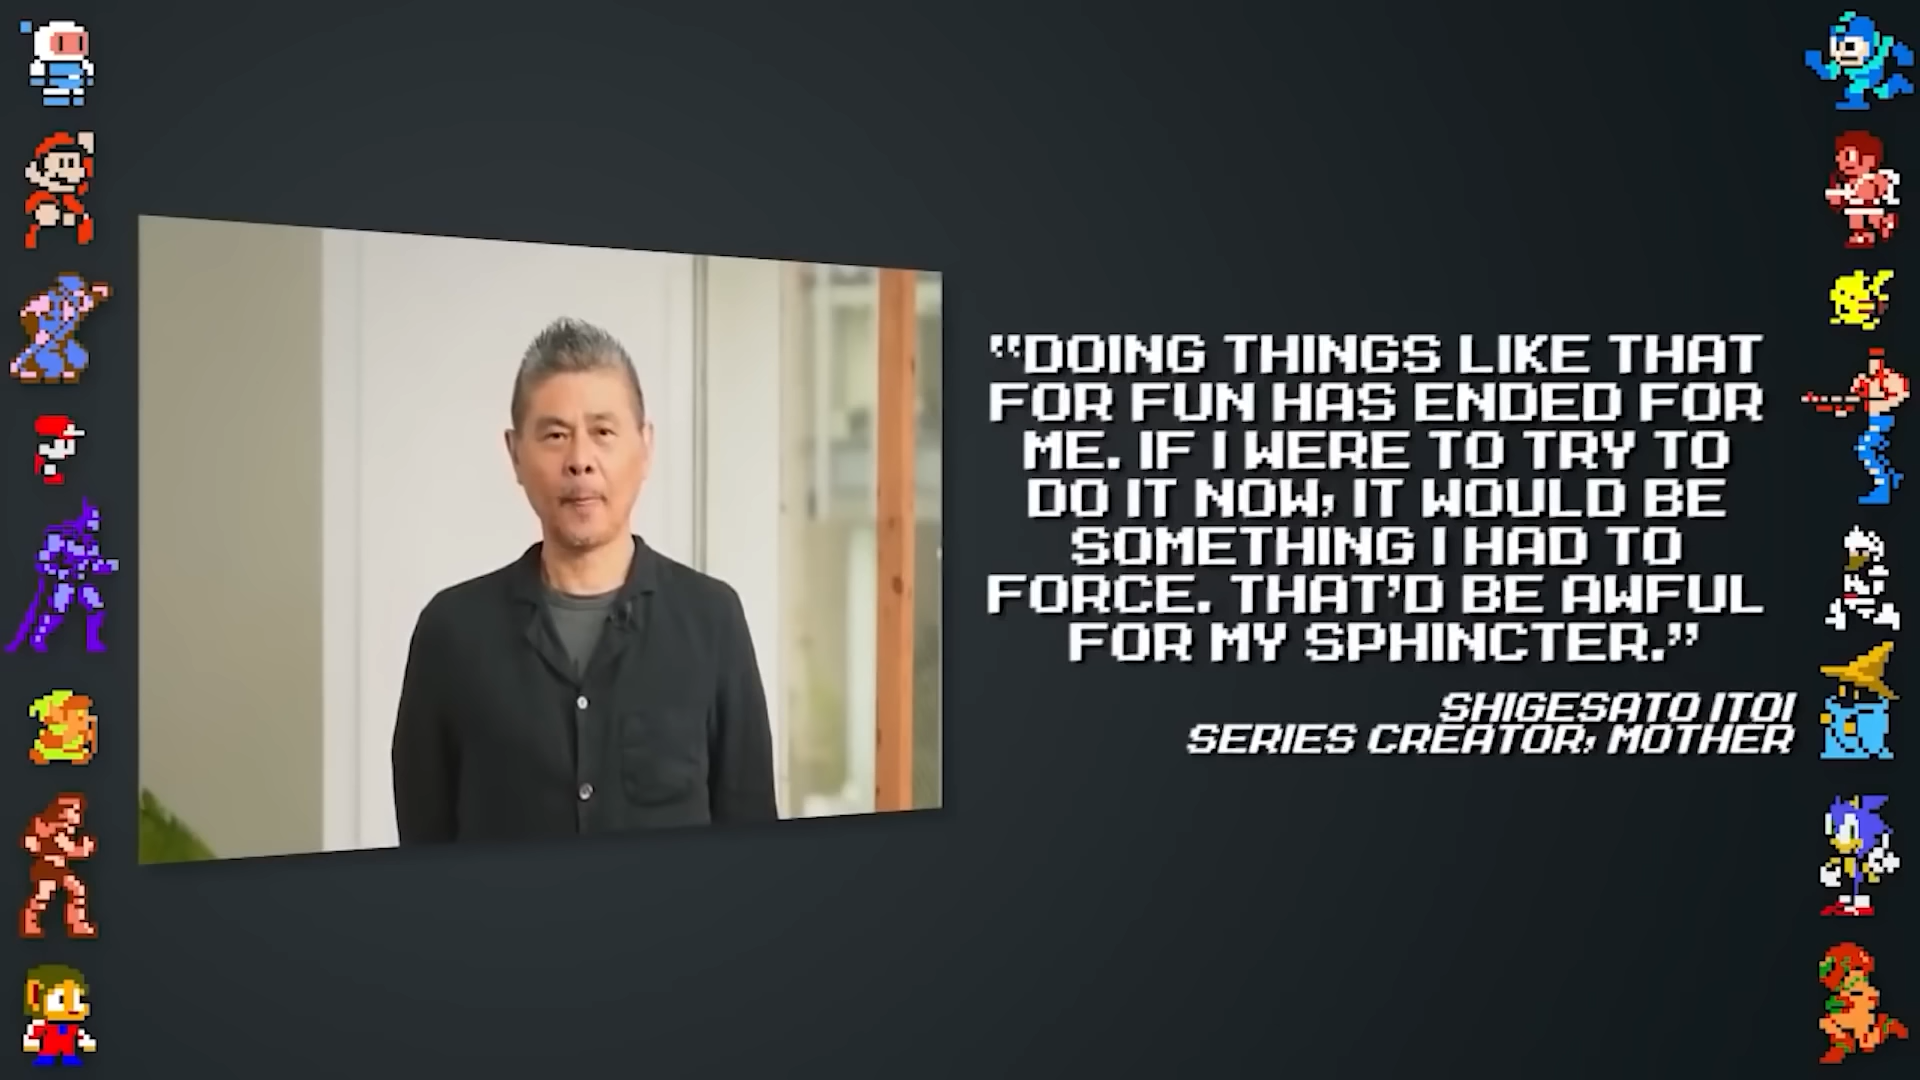 "DOING THINGS LIKE THAT
FOR FUN HAS ENDED FOR
ME. IF I WERE TO TRY TO
DO IT NOW, IT WOULD BE
SOMETHING I HAD TO
FORCE. THAT'D BE AWFUL
FOR MY SPHINCTER."
SHIGESATO ITOI
SERIES CREATOR, MOTHER